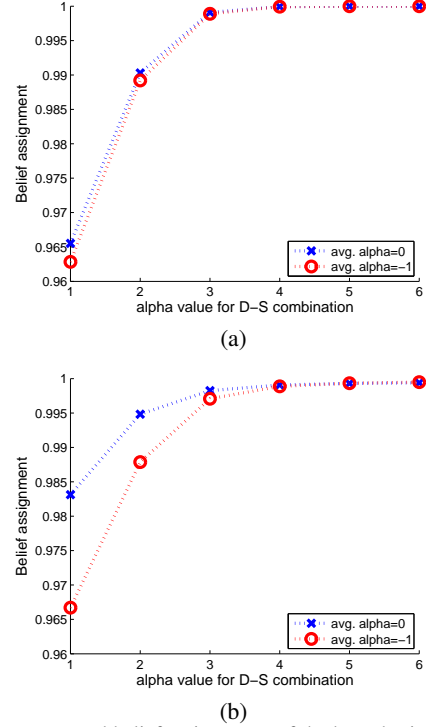 1
0.995
0.99
0.985
0.98
0.975
0.97
0.965
0.96
Belief assignment
avg. alpha=0
avg. alpha=−1
1 2 3 4 5 6
alpha value for D−S combination
(a)
1
0.995
0.99
0.985
0.98
0.975
0.97
0.965
0.96
Belief assignment
avg. alpha=0
avg. alpha=−1
1 2 3 4 5 6
alpha value for D−S combination
(b)